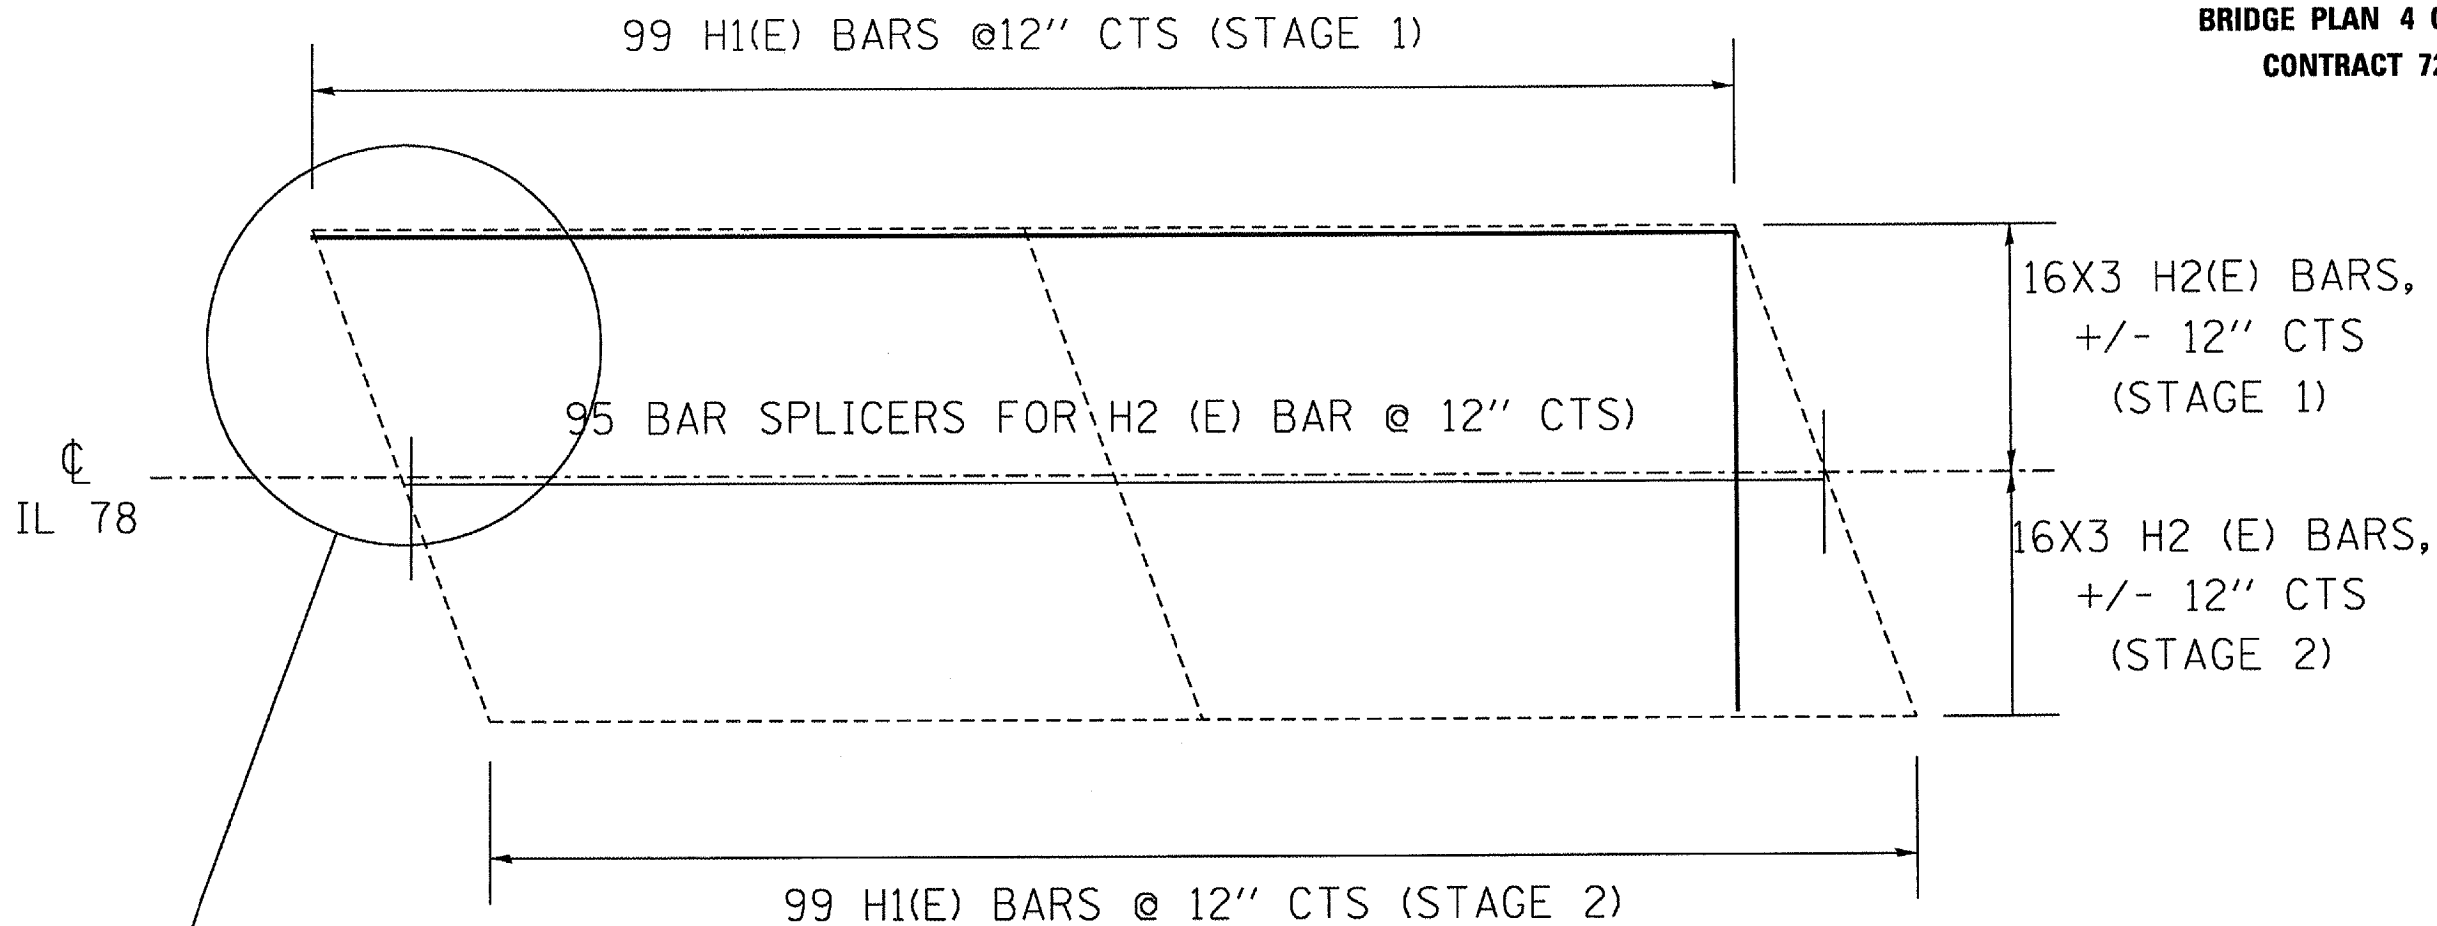 99 H1(E) BARS @12" CTS (STAGE 1)
BRIDGE PLAN 4
CONTRACT
16X3 H2(E) BARS,
+/- 12" CTS
(STAGE 1)
95 BAR SPLICERS FOR H2 (E) BAR @ 12" CTS)
℄
IL 78
16X3 H2 (E) BARS,
+/- 12" CTS
(STAGE 2)
99 H1(E) BARS @ 12" CTS (STAGE 2)